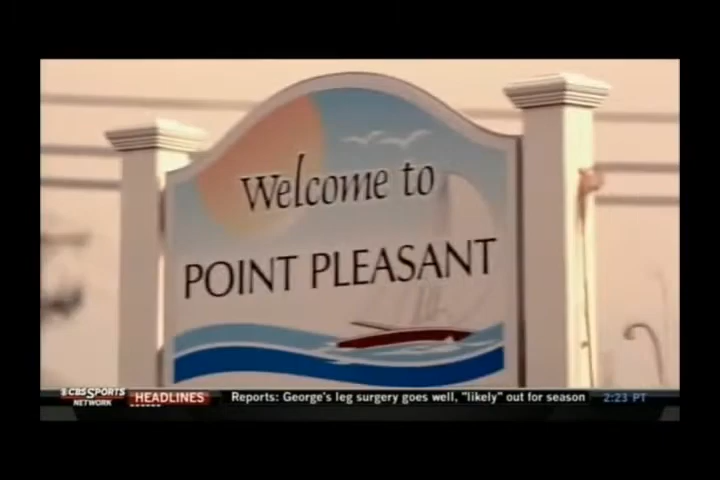 Welcome to
POINT PLEASANT
CBS SPORTS
NETWORK
HEADLINES
Reports: George's leg surgery goes well, "likely" out for season
2:23 PT